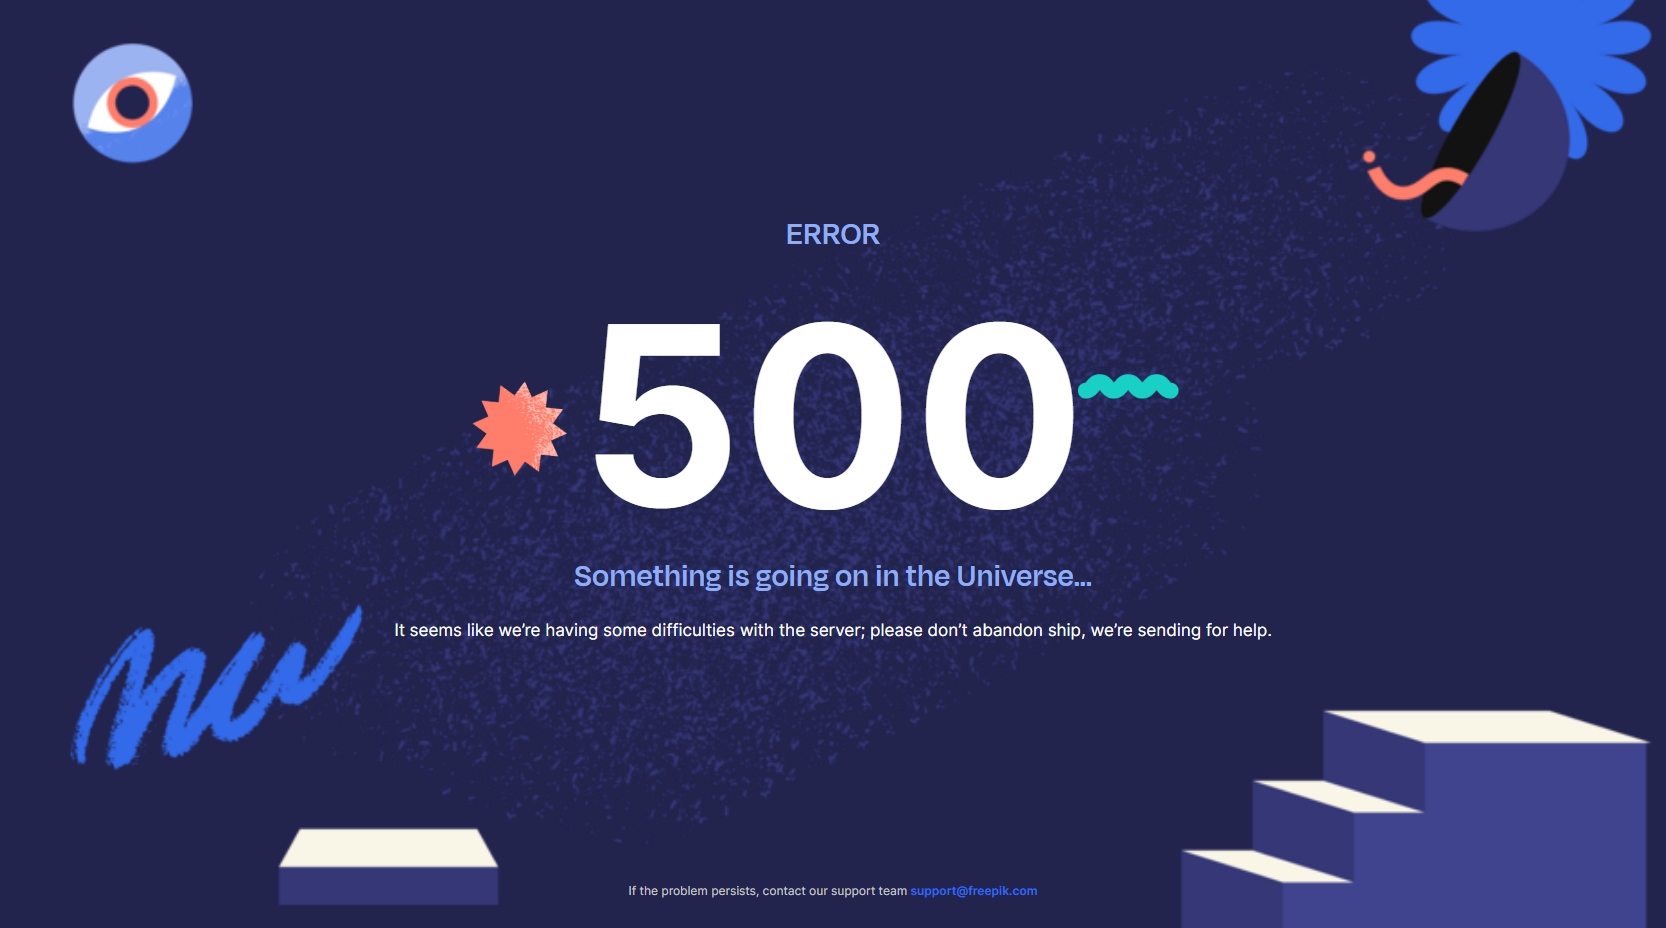 ERROR
500
Something is going on in the Universe...
It seems like we’re having some difficulties with the server; please don’t abandon ship, we’re sending for help.
If the problem persists, contact our support team support@freepik.com